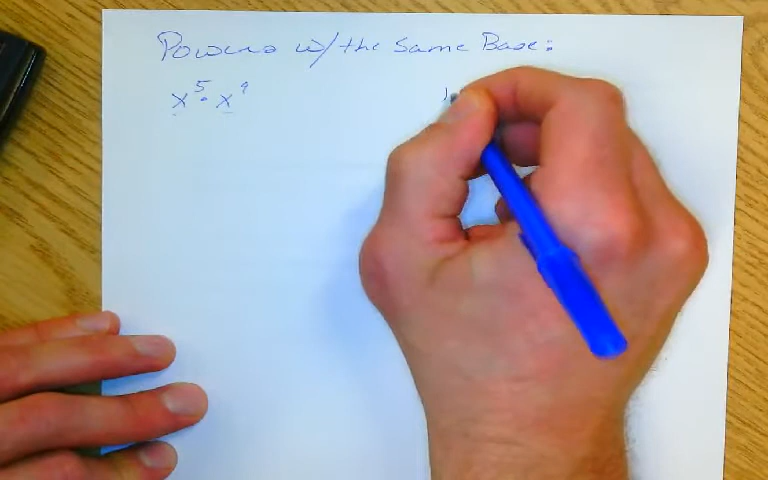 Powers w/ the Same Base:
x⁵ · x⁹